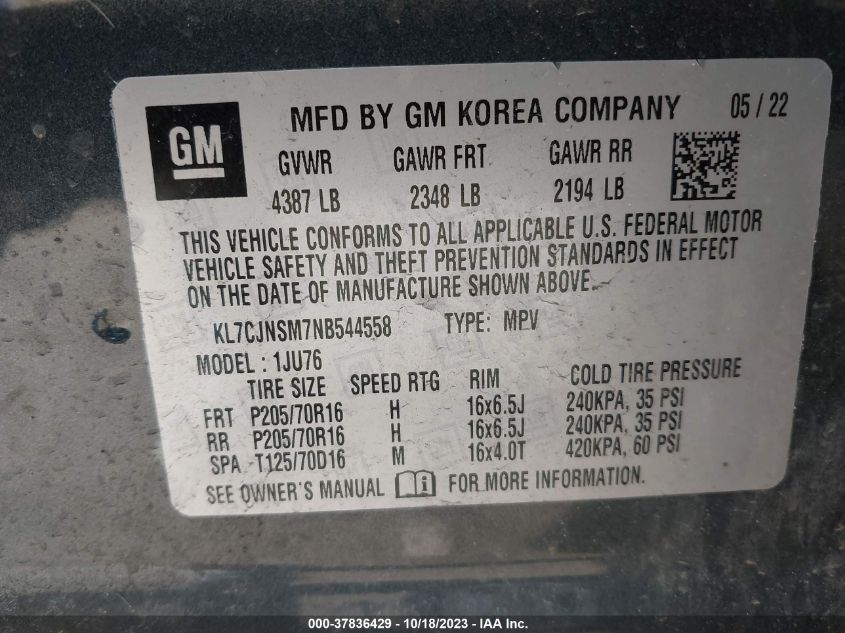 GM
MFD BY GM KOREA COMPANY 05 / 22
GVWR GAWR FRT GAWR RR
4387 LB 2348 LB 2194 LB
THIS VEHICLE CONFORMS TO ALL APPLICABLE U.S. FEDERAL MOTOR
VEHICLE SAFETY AND THEFT PREVENTION STANDARDS IN EFFECT
ON THE DATE OF MANUFACTURE SHOWN ABOVE.
KL7CJNSM7NB544558 TYPE: MPV
MODEL : 1JU76
TIRE SIZE SPEED RTG RIM COLD TIRE PRESSURE
FRT P205/70R16 H 16x6.5J 240KPA, 35 PSI
RR P205/70R16 H 16x6.5J 240KPA, 35 PSI
SPA T125/70D16 M 16x4.0T 420KPA, 60 PSI
SEE OWNER'S MANUAL i FOR MORE INFORMATION.
000-37836429 - 10/18/2023 - IAA Inc.